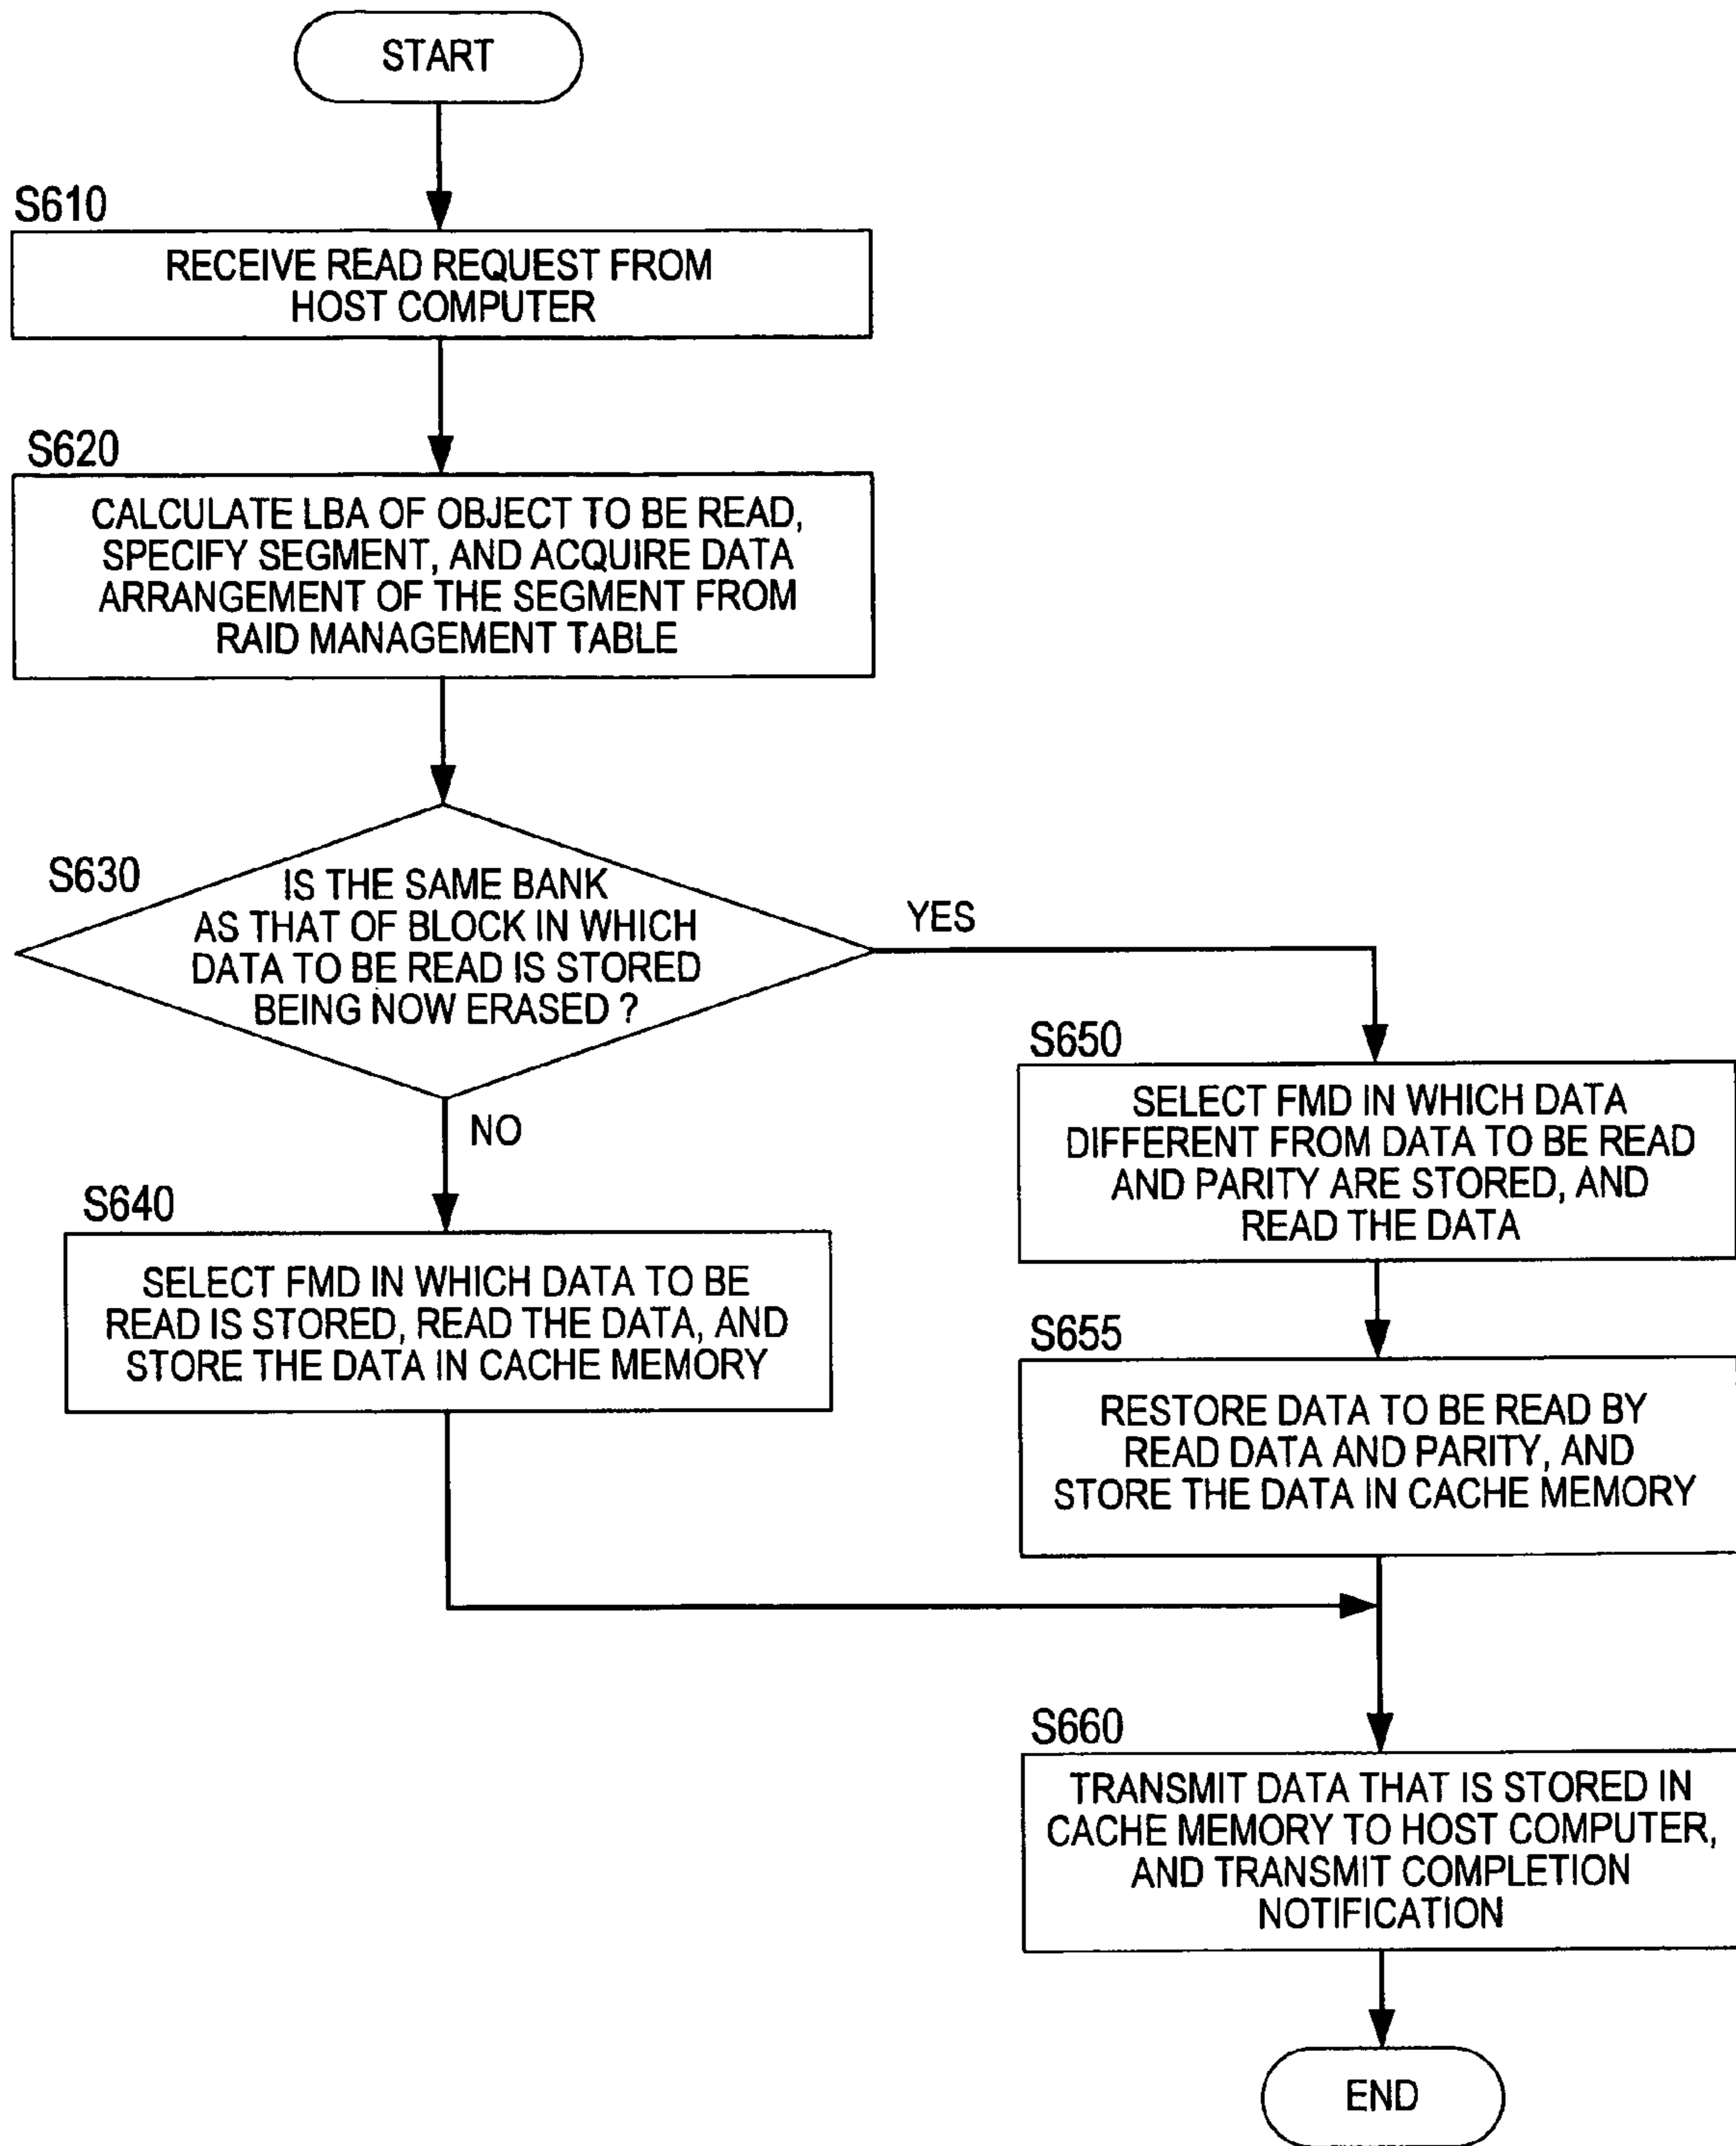 START
S610
RECEIVE READ REQUEST FROM
HOST COMPUTER
S620
CALCULATE LBA OF OBJECT TO BE READ,
SPECIFY SEGMENT, AND ACQUIRE DATA
ARRANGEMENT OF THE SEGMENT FROM
RAID MANAGEMENT TABLE
S630
IS THE SAME BANK
AS THAT OF BLOCK IN WHICH
DATA TO BE READ IS STORED
BEING NOW ERASED ?
YES
NO
S640
SELECT FMD IN WHICH DATA TO BE
READ IS STORED, READ THE DATA, AND
STORE THE DATA IN CACHE MEMORY
S650
SELECT FMD IN WHICH DATA
DIFFERENT FROM DATA TO BE READ
AND PARITY ARE STORED, AND
READ THE DATA
S655
RESTORE DATA TO BE READ BY
READ DATA AND PARITY, AND
STORE THE DATA IN CACHE MEMORY
S660
TRANSMIT DATA THAT IS STORED IN
CACHE MEMORY TO HOST COMPUTER,
AND TRANSMIT COMPLETION
NOTIFICATION
END